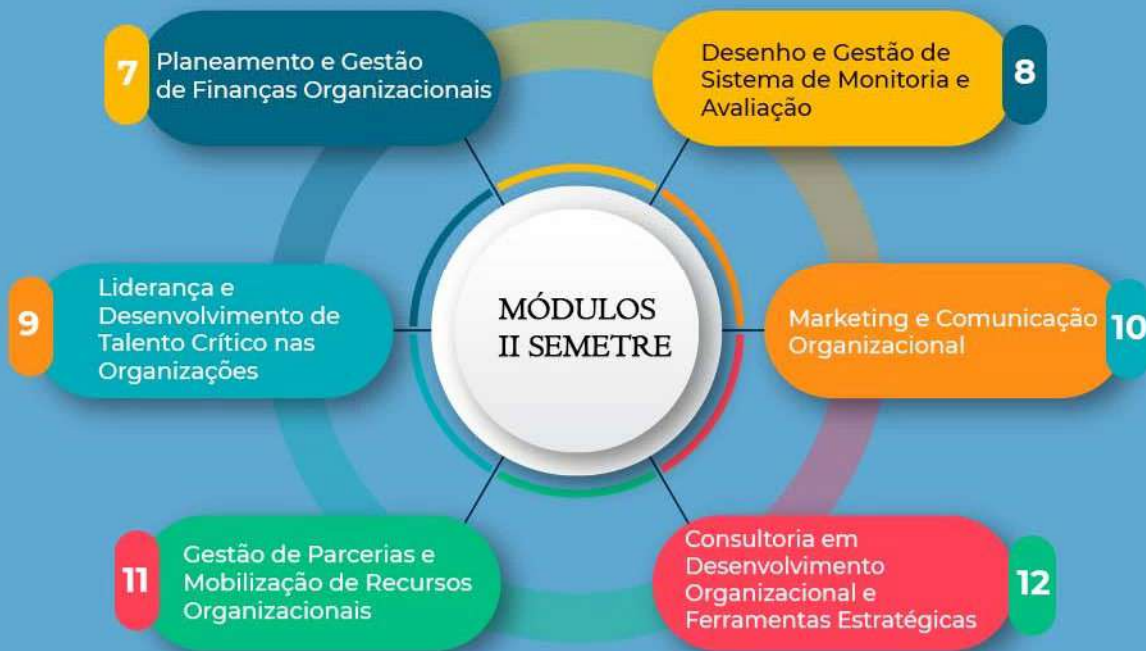 7
Planeamento e Gestão
de Finanças Organizacionais
Desenho e Gestão de
Sistema de Monitoria e
Avaliação
8
9
Liderança e
Desenvolvimento de
Talento Crítico nas
Organizações
MÓDULOS
II SEMETRE
Marketing e Comunicação
Organizacional
10
11
Gestão de Parcerias e
Mobilização de Recursos
Organizacionais
Consultoria em
Desenvolvimento
Organizacional e
Ferramentas Estratégicas
12